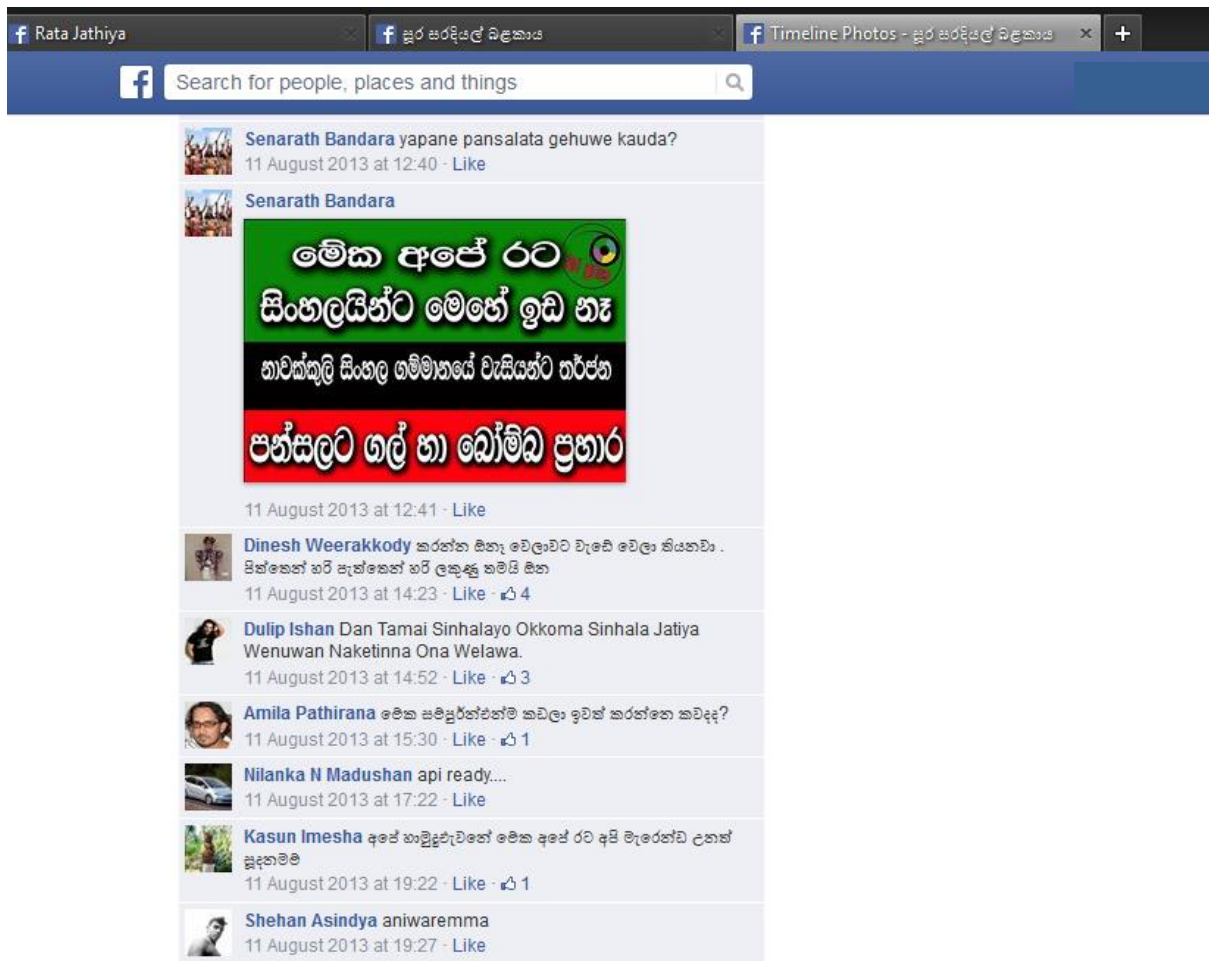 Rata Jathiya
සූර සරදියල් බළකාය
Timeline Photos - සූර සරදියල් බළකාය
Search for people, places and things
Senarath Bandara yapane pansalata gehuwe kauda?
11 August 2013 at 12:40 · Like
Senarath Bandara
මේක අපේ රට
සිංහලයින්ට මෙහේ ඉඩ නෑ
නාවක්කුලි සිංහල ගම්මානයේ වැසියන්ට තර්ජන
පන්සලට ගල් හා බෝම්බ ප්‍රහාර
11 August 2013 at 12:41 · Like
Dinesh Weerakkody කරන්න ඕනෑ වෙලාවට වැඩේ වෙලා තියනවා .
පිත්තෙන් හරි පැත්තෙන් හරි ලකුණු තමයි ඕන
11 August 2013 at 14:23 · Like · 4
Dulip Ishan Dan Tamai Sinhalayo Okkoma Sinhala Jatiya
Wenuwan Naketinna Ona Welawa.
11 August 2013 at 14:52 · Like · 3
Amila Pathirana මේක සම්පුර්න්එන්ම කඩලා ඉවත් කරන්නෙ කවදද?
11 August 2013 at 15:30 · Like · 1
Nilanka N Madushan api ready....
11 August 2013 at 17:22 · Like
Kasun Imesha අපේ හාමුදුරුවනේ මේක අපේ රට අපි මැරෙන්ඩ උනත්
සූදනම්ම්
11 August 2013 at 19:22 · Like · 1
Shehan Asindya aniwaremma
11 August 2013 at 19:27 · Like